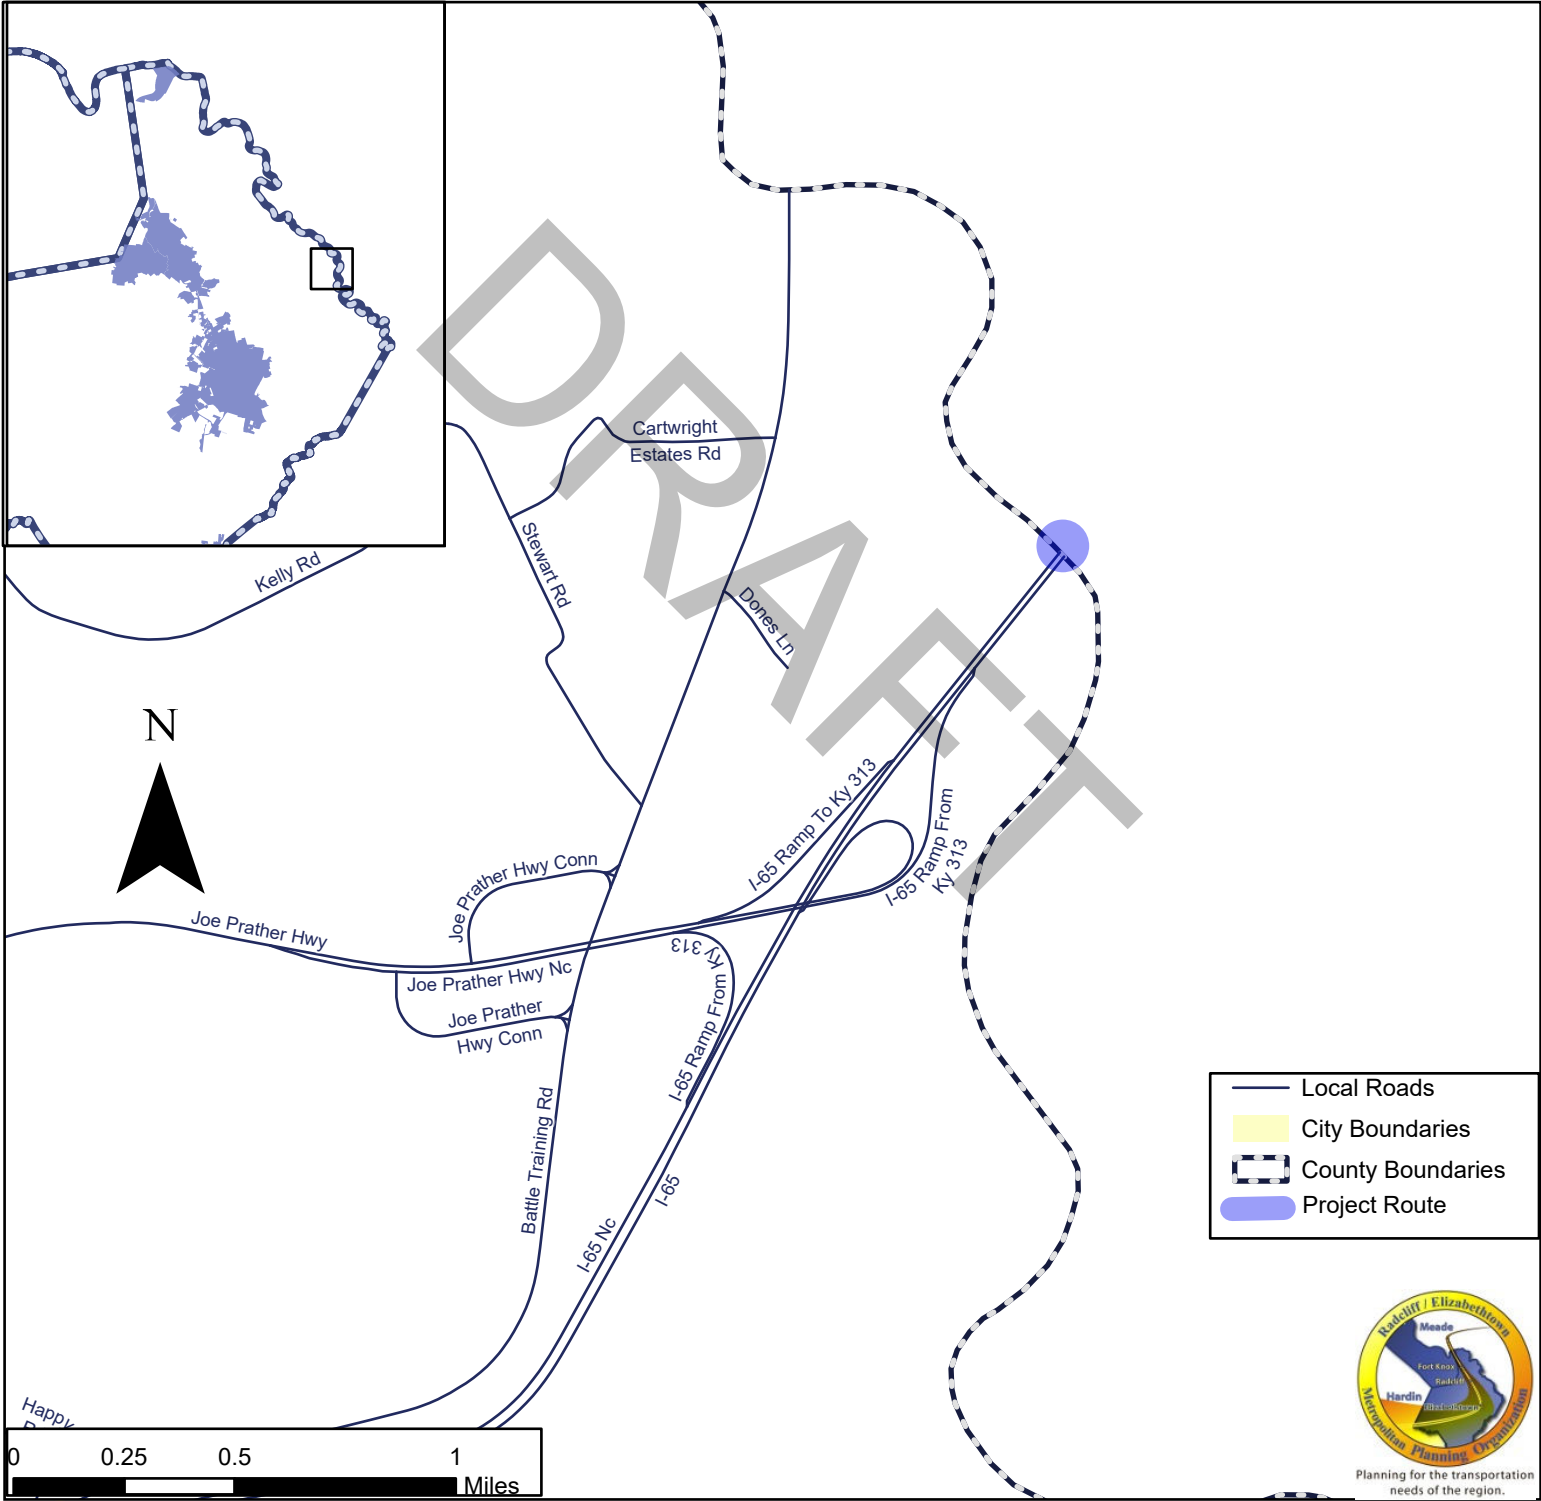 DRAFT
Cartwright
Estates Rd
Stewart Rd
Kelly Rd
Dones Ln
N
I-65 Ramp To Ky 313
I-65 Ramp From
Ky 313
Joe Prather Hwy Conn
Joe Prather Hwy
Joe Prather Hwy Nc
Joe Prather
Hwy Conn
I-65 Ramp From
Ky 313
Battle Training Rd
I-65 Nc
I-65
Local Roads
City Boundaries
County Boundaries
Project Route
0 0.25 0.5 1
Miles
Radcliff / Elizabethtown
Meade
Fort Knox
Radcliff
Hardin
Elizabethtown
Metropolitan Planning Organization
Planning for the transportation
needs of the region.